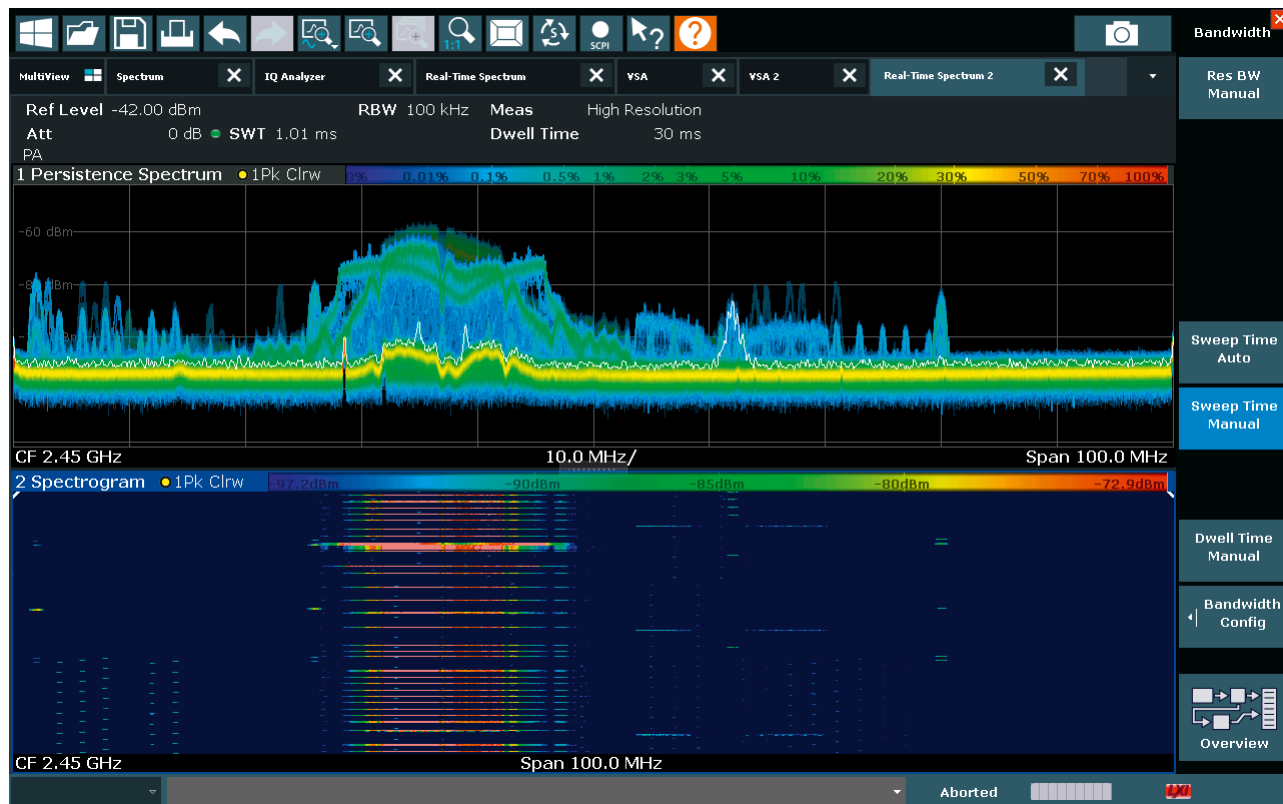 Bandwidth
1:1
SCPI
MultiView Spectrum IQ Analyzer Real-Time Spectrum VSA VSA 2 Real-Time Spectrum 2
Res BW
Manual
Ref Level -42.00 dBm RBW 100 kHz Meas High Resolution
Att 0 dB SWT 1.01 ms Dwell Time 30 ms
PA
1 Persistence Spectrum 1Pk Clrw 0% 0.01% 0.1% 0.5% 1% 2% 3% 5% 10% 20% 30% 50% 70% 100%
-60 dBm
Sweep Time
Auto
Sweep Time
Manual
CF 2.45 GHz 10.0 MHz/ Span 100.0 MHz
2 Spectrogram 1Pk Clrw -97.2dBm -90dBm -85dBm -80dBm -72.9dBm
Dwell Time
Manual
Bandwidth
Config
Overview
CF 2.45 GHz Span 100.0 MHz
Aborted LXI